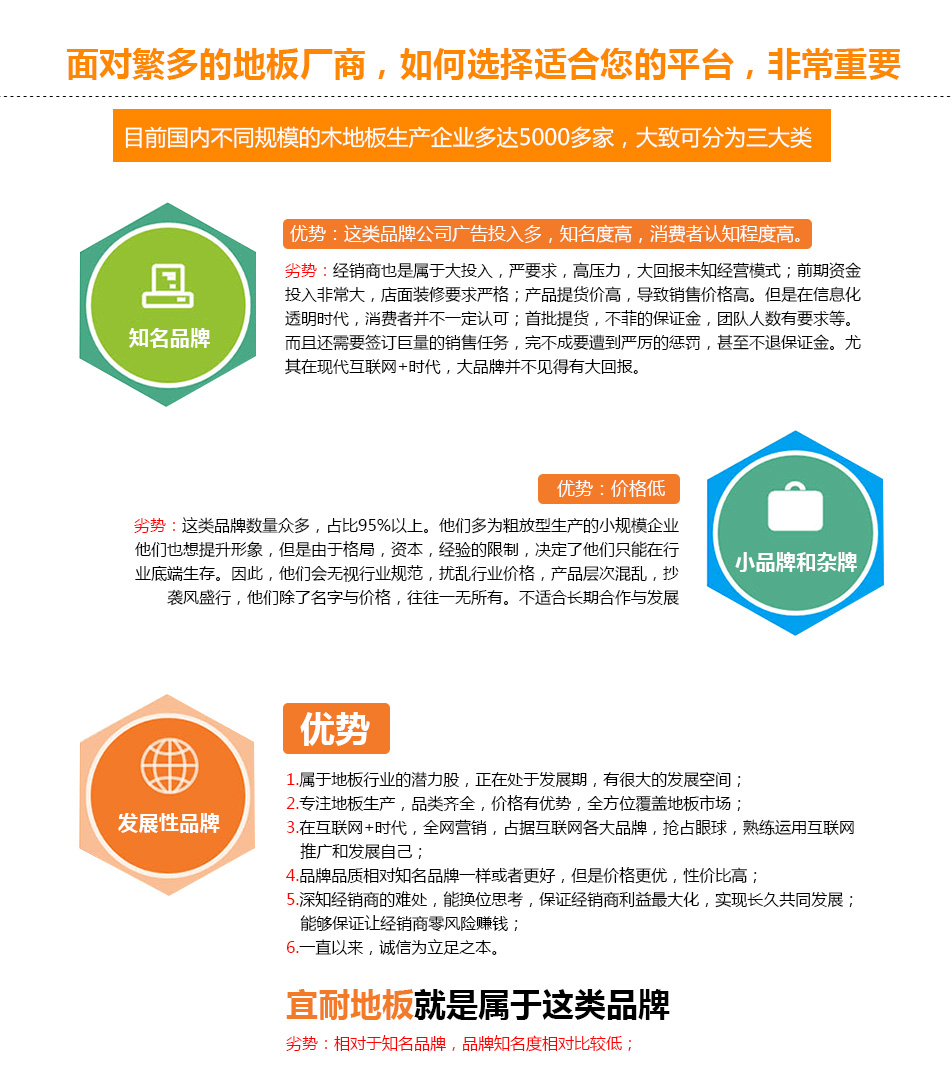 面对繁多的地板厂商，如何选择适合您的平台，非常重要
目前国内不同规模的木地板生产企业多达5000多家，大致可分为三大类
知名品牌
优势：这类品牌公司广告投入多，知名度高，消费者认知程度高。
劣势：经销商也是属于大投入，严要求，高压力，大回报未知经营模式；前期资金
投入非常大，店面装修要求严格；产品提货价高，导致销售价格高。但是在信息化
透明时代，消费者并不一定认可；首批提货，不菲的保证金，团队人数有要求等。
而且还需要签订巨量的销售任务，完不成要遭到严厉的惩罚，甚至不退保证金。尤
其在现代互联网+时代，大品牌并不见得有大回报。
优势：价格低
劣势：这类品牌数量众多，占比95%以上。他们多为粗放型生产的小规模企业
他们也想提升形象，但是由于格局，资本，经验的限制，决定了他们只能在行
业底端生存。因此，他们会无视行业规范，扰乱行业价格，产品层次混乱，抄
袭风盛行，他们除了名字与价格，往往一无所有。不适合长期合作与发展
小品牌和杂牌
发展性品牌
优势
1.属于地板行业的潜力股，正在处于发展期，有很大的发展空间；
2.专注地板生产，品类齐全，价格有优势，全方位覆盖地板市场；
3.在互联网+时代，全网营销，占据互联网各大品牌，抢占眼球，熟练运用互联网
推广和发展自己；
4.品牌品质相对知名品牌一样或者更好，但是价格更优，性价比高；
5.深知经销商的难处，能换位思考，保证经销商利益最大化，实现长久共同发展；
能够保证让经销商零风险赚钱；
6.一直以来，诚信为立足之本。
宜耐地板就是属于这类品牌
劣势：相对于知名品牌，品牌知名度相对比较低；